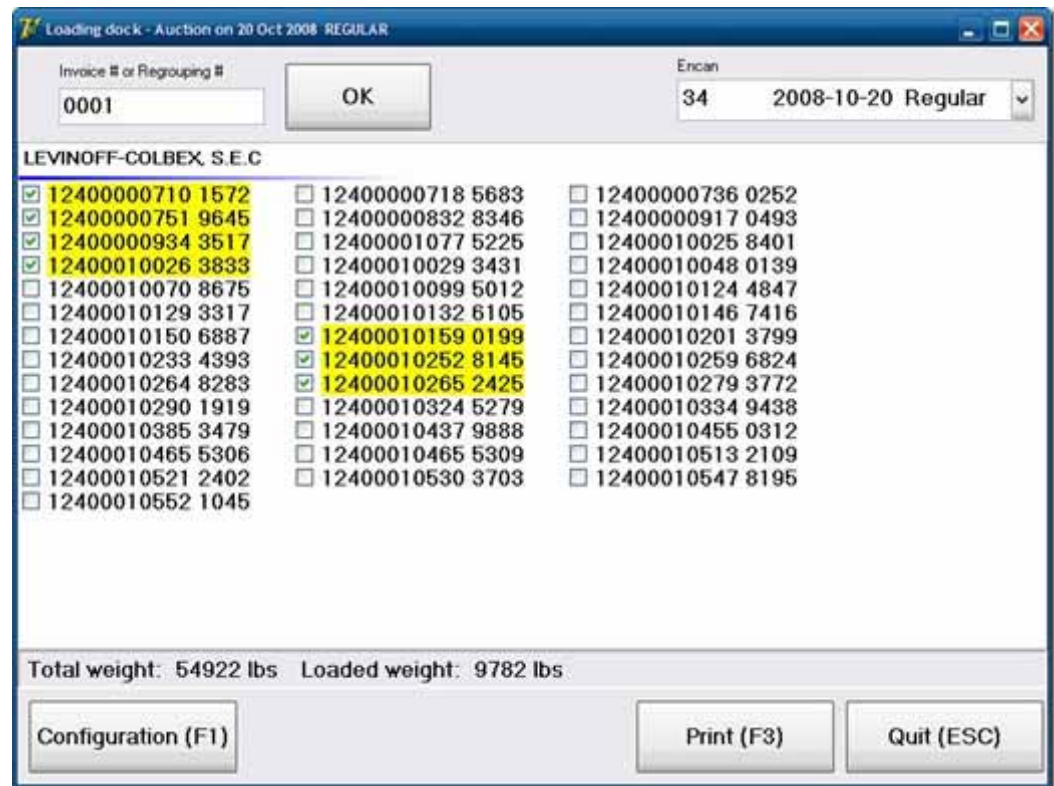 Loading dock - Auction on 20 Oct 2008 REGULAR
Invoice # or Regrouping #
0001
OK
Encan
34 2008-10-20 Regular
LEVINOFF-COLBEX, S.E.C
12400000710 1572 12400000718 5683 12400000736 0252
12400000751 9645 12400000832 8346 12400000917 0493
12400000934 3517 12400001077 5225 12400010025 8401
12400010026 3833 12400010029 3431 12400010048 0139
12400010070 8675 12400010099 5012 12400010124 4847
12400010129 3317 12400010132 6105 12400010146 7416
12400010150 6887 12400010159 0199 12400010201 3799
12400010233 4393 12400010252 8145 12400010259 6824
12400010264 8283 12400010265 2425 12400010279 3772
12400010290 1919 12400010324 5279 12400010334 9438
12400010385 3479 12400010437 9888 12400010455 0312
12400010465 5306 12400010465 5309 12400010513 2109
12400010521 2402 12400010530 3703 12400010547 8195
12400010552 1045
Total weight: 54922 lbs Loaded weight: 9782 lbs
Configuration (F1) Print (F3) Quit (ESC)